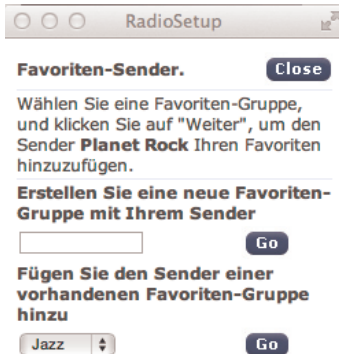 RadioSetup
Favoriten-Sender. Close
Wählen Sie eine Favoriten-Gruppe,
und klicken Sie auf "Weiter", um den
Sender Planet Rock Ihren Favoriten
hinzuzufügen.
Erstellen Sie eine neue Favoriten-
Gruppe mit Ihrem Sender
Go
Fügen Sie den Sender einer
vorhandenen Favoriten-Gruppe
hinzu
Jazz Go